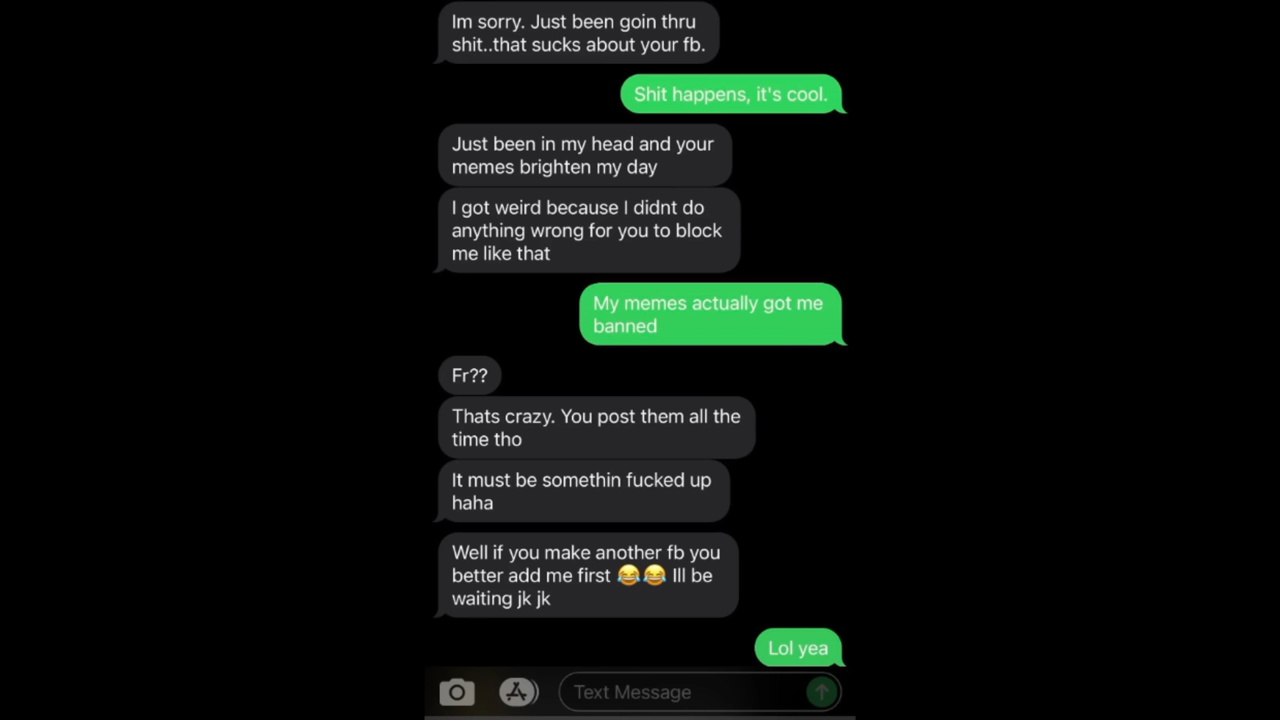 Im sorry. Just been goin thru
shit..that sucks about your fb.
Shit happens, it's cool.
Just been in my head and your
memes brighten my day
I got weird because I didnt do
anything wrong for you to block
me like that
My memes actually got me
banned
Fr??
Thats crazy. You post them all the
time tho
It must be somethin fucked up
haha
Well if you make another fb you
better add me first 😂😂 Ill be
waiting jk jk
Lol yea
Text Message